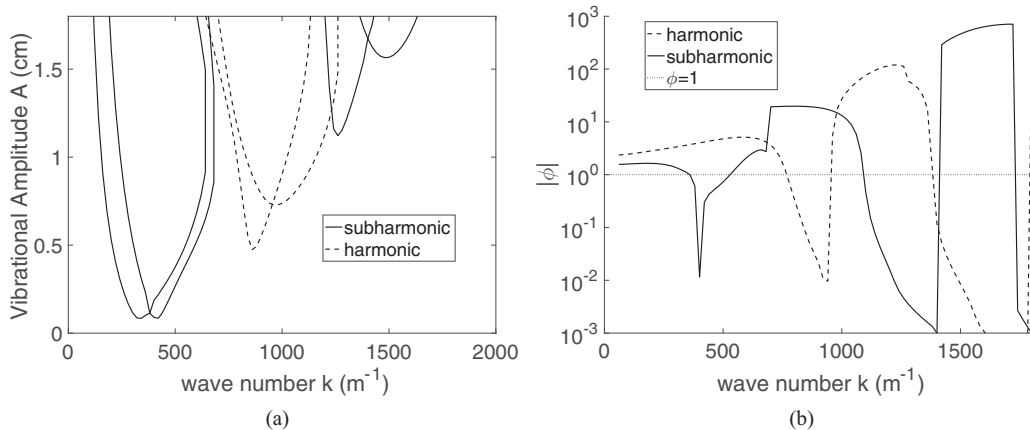 Vibrational Amplitude A (cm)
1.5
1
0.5
0
0 500 1000 1500 2000
wave number k (m⁻¹)
subharmonic
harmonic
(a)
|ϕ|
10³
10²
10¹
10⁰
10⁻¹
10⁻²
10⁻³
0 500 1000 1500
wave number k (m⁻¹)
harmonic
subharmonic
ϕ=1
(b)